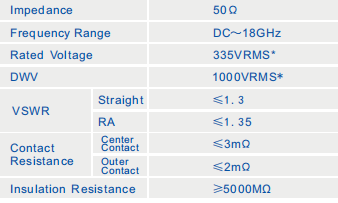 Impedance 50Ω
Frequency Range DC～18GHz
Rated Voltage 335VRMS*
DWV 1000VRMS*
VSWR Straight ≤1.3
RA ≤1.35
Contact Resistance Center Contact ≤3mΩ
Outer Contact ≤2mΩ
Insulation Resistance ≥5000MΩ